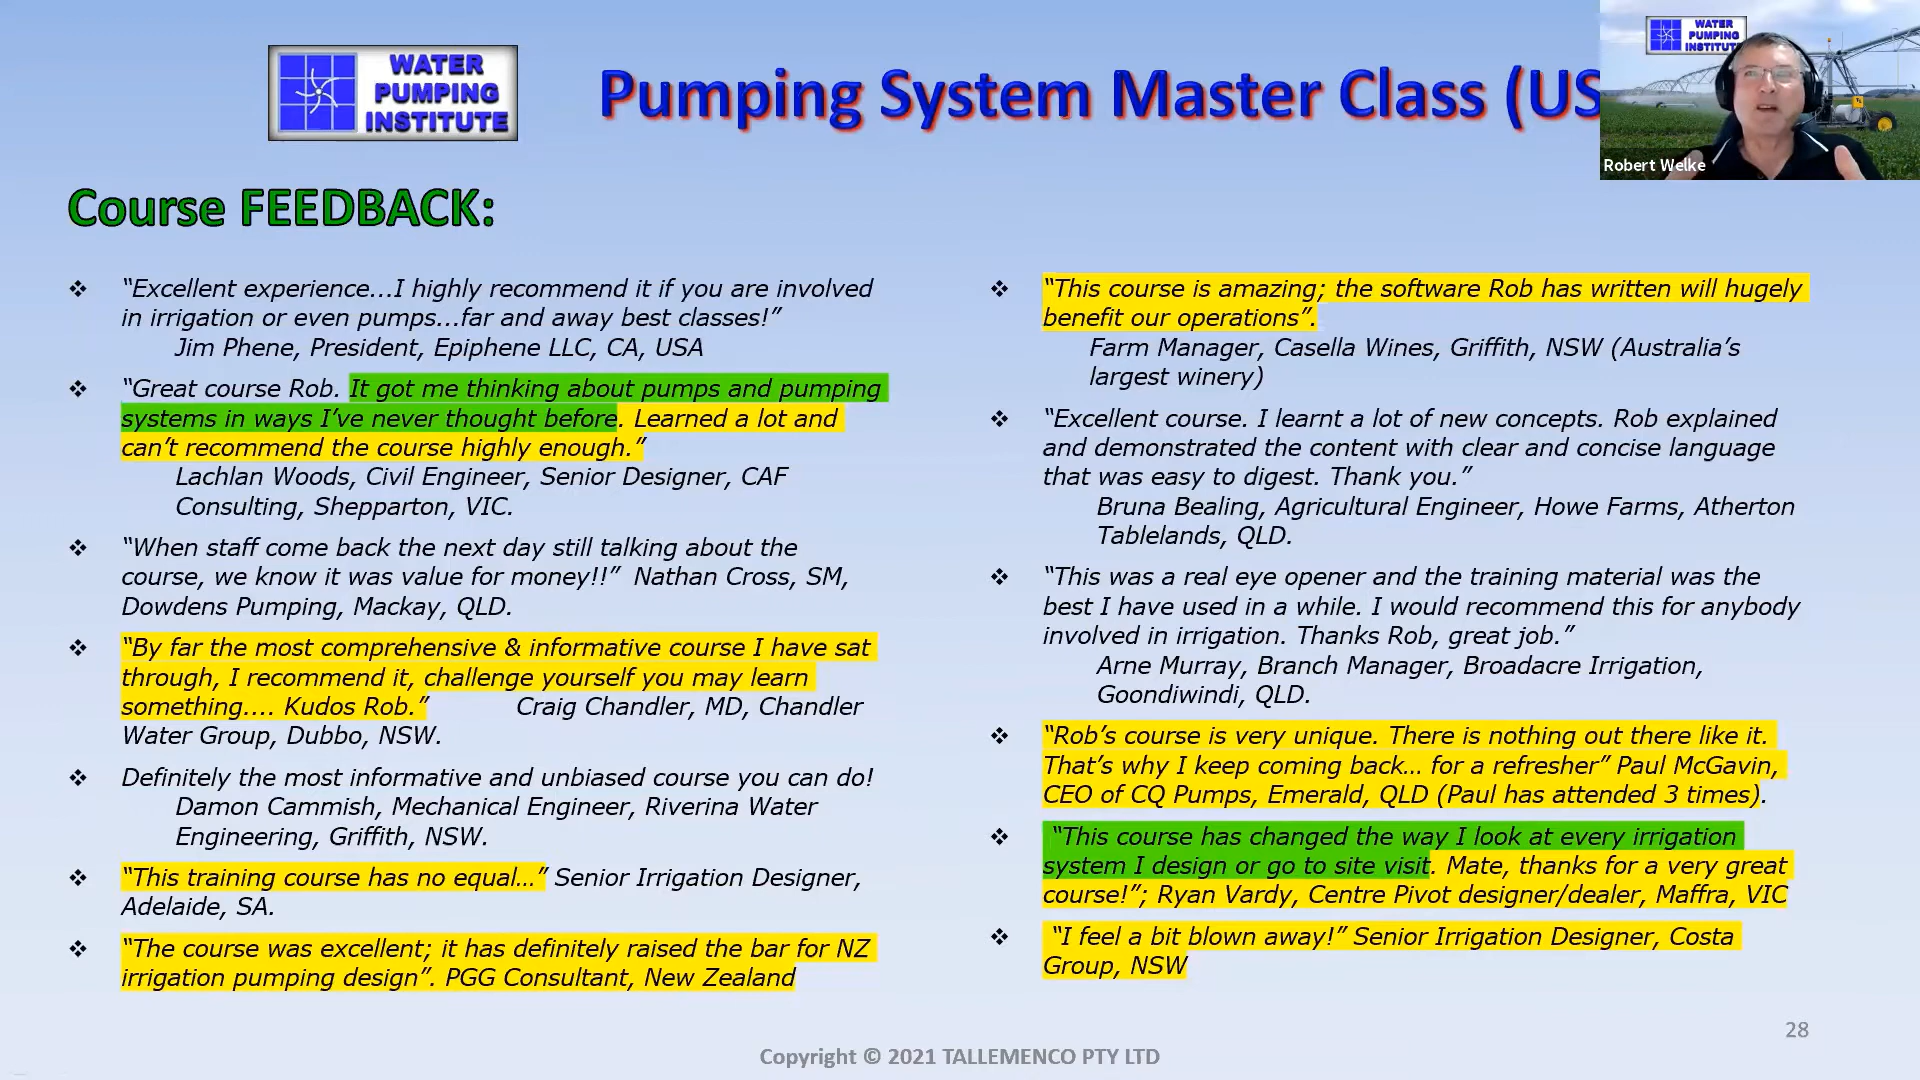 WATER
PUMPING
INSTITUTE
Pumping System Master Class (US
WATER
PUMPING
Robert Welke
Course FEEDBACK:
❖ “Excellent experience...I highly recommend it if you are involved
in irrigation or even pumps...far and away best classes!”
Jim Phene, President, Epiphene LLC, CA, USA
❖ “Great course Rob. It got me thinking about pumps and pumping
systems in ways I’ve never thought before. Learned a lot and
can’t recommend the course highly enough.”
Lachlan Woods, Civil Engineer, Senior Designer, CAF
Consulting, Shepparton, VIC.
❖ “When staff come back the next day still talking about the
course, we know it was value for money!!” Nathan Cross, SM,
Dowdens Pumping, Mackay, QLD.
❖ “By far the most comprehensive & informative course I have sat
through, I recommend it, challenge yourself you may learn
something.... Kudos Rob.” Craig Chandler, MD, Chandler
Water Group, Dubbo, NSW.
❖ Definitely the most informative and unbiased course you can do!
Damon Cammish, Mechanical Engineer, Riverina Water
Engineering, Griffith, NSW.
❖ “This training course has no equal…” Senior Irrigation Designer,
Adelaide, SA.
❖ “The course was excellent; it has definitely raised the bar for NZ
irrigation pumping design”. PGG Consultant, New Zealand
❖ “This course is amazing; the software Rob has written will hugely
benefit our operations”.
Farm Manager, Casella Wines, Griffith, NSW (Australia’s
largest winery)
❖ “Excellent course. I learnt a lot of new concepts. Rob explained
and demonstrated the content with clear and concise language
that was easy to digest. Thank you.”
Bruna Bealing, Agricultural Engineer, Howe Farms, Atherton
Tablelands, QLD.
❖ “This was a real eye opener and the training material was the
best I have used in a while. I would recommend this for anybody
involved in irrigation. Thanks Rob, great job.”
Arne Murray, Branch Manager, Broadacre Irrigation,
Goondiwindi, QLD.
❖ “Rob’s course is very unique. There is nothing out there like it.
That’s why I keep coming back… for a refresher” Paul McGavin,
CEO of CQ Pumps, Emerald, QLD (Paul has attended 3 times).
❖ “This course has changed the way I look at every irrigation
system I design or go to site visit. Mate, thanks for a very great
course!”; Ryan Vardy, Centre Pivot designer/dealer, Maffra, VIC
❖ “I feel a bit blown away!” Senior Irrigation Designer, Costa
Group, NSW
28
Copyright © 2021 TALLEMENCO PTY LTD